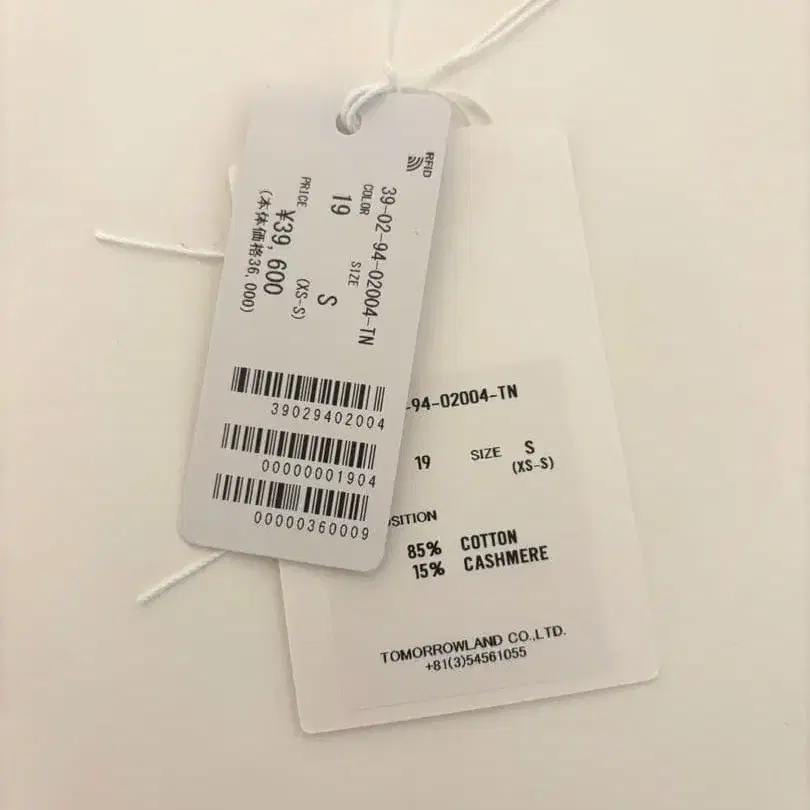 RFID
39-02-94-02004-TN
COLOR SIZE
19 S
(XS-S)
PRICE
¥39,600
(本体価格36,000)
39029402004
00000001904
00000360009
-94-02004-TN
19 SIZE S
(XS-S)
SITION
85% COTTON
15% CASHMERE
TOMORROWLAND CO.,LTD.
+81(3)54561055